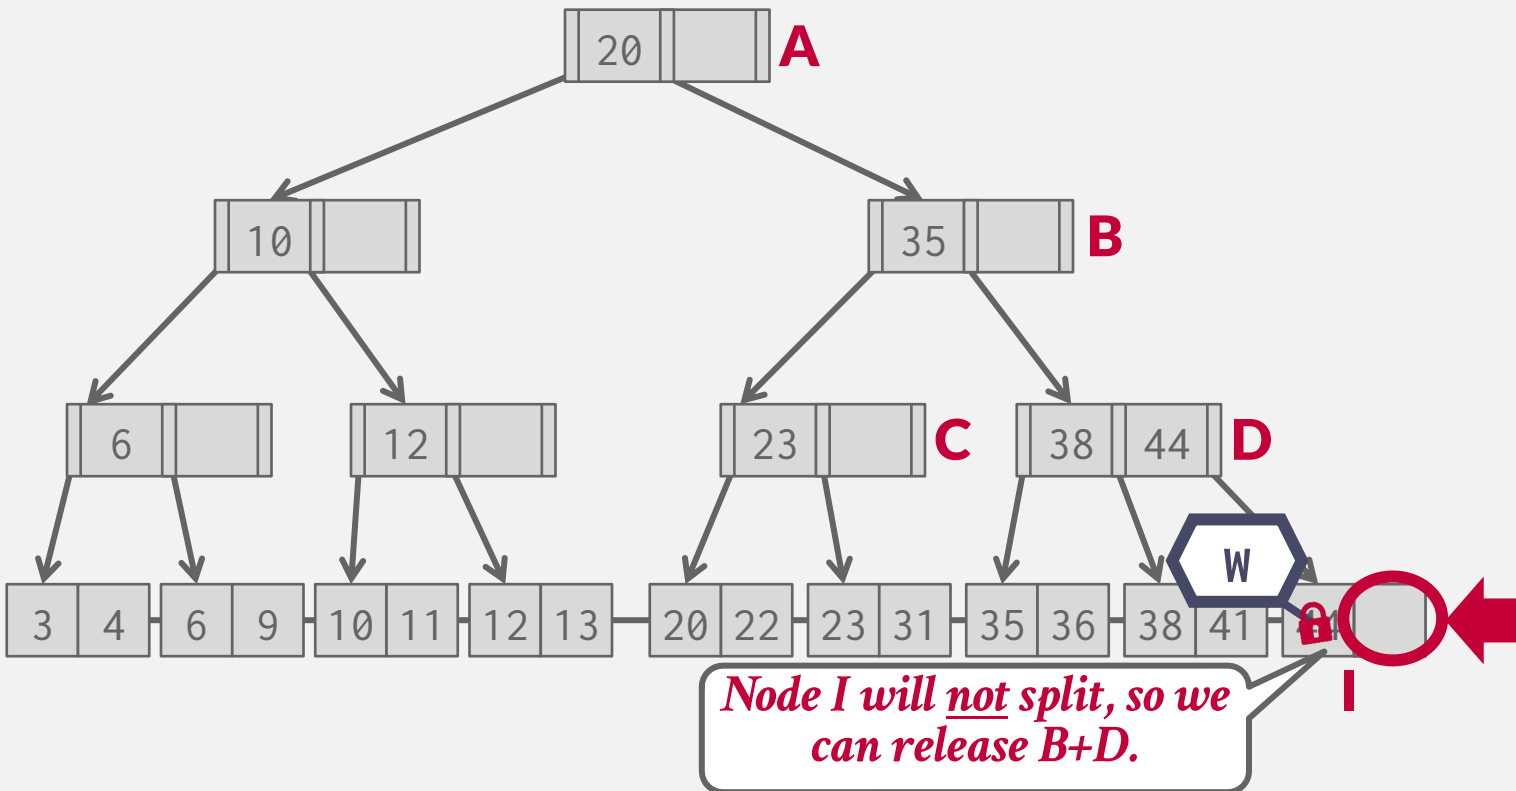 20 A
10 35 B
6 12 23 C 38 44 D
W
3 4 6 9 10 11 12 13 20 22 23 31 35 36 38 41
I
Node I will not split, so we
can release B+D.